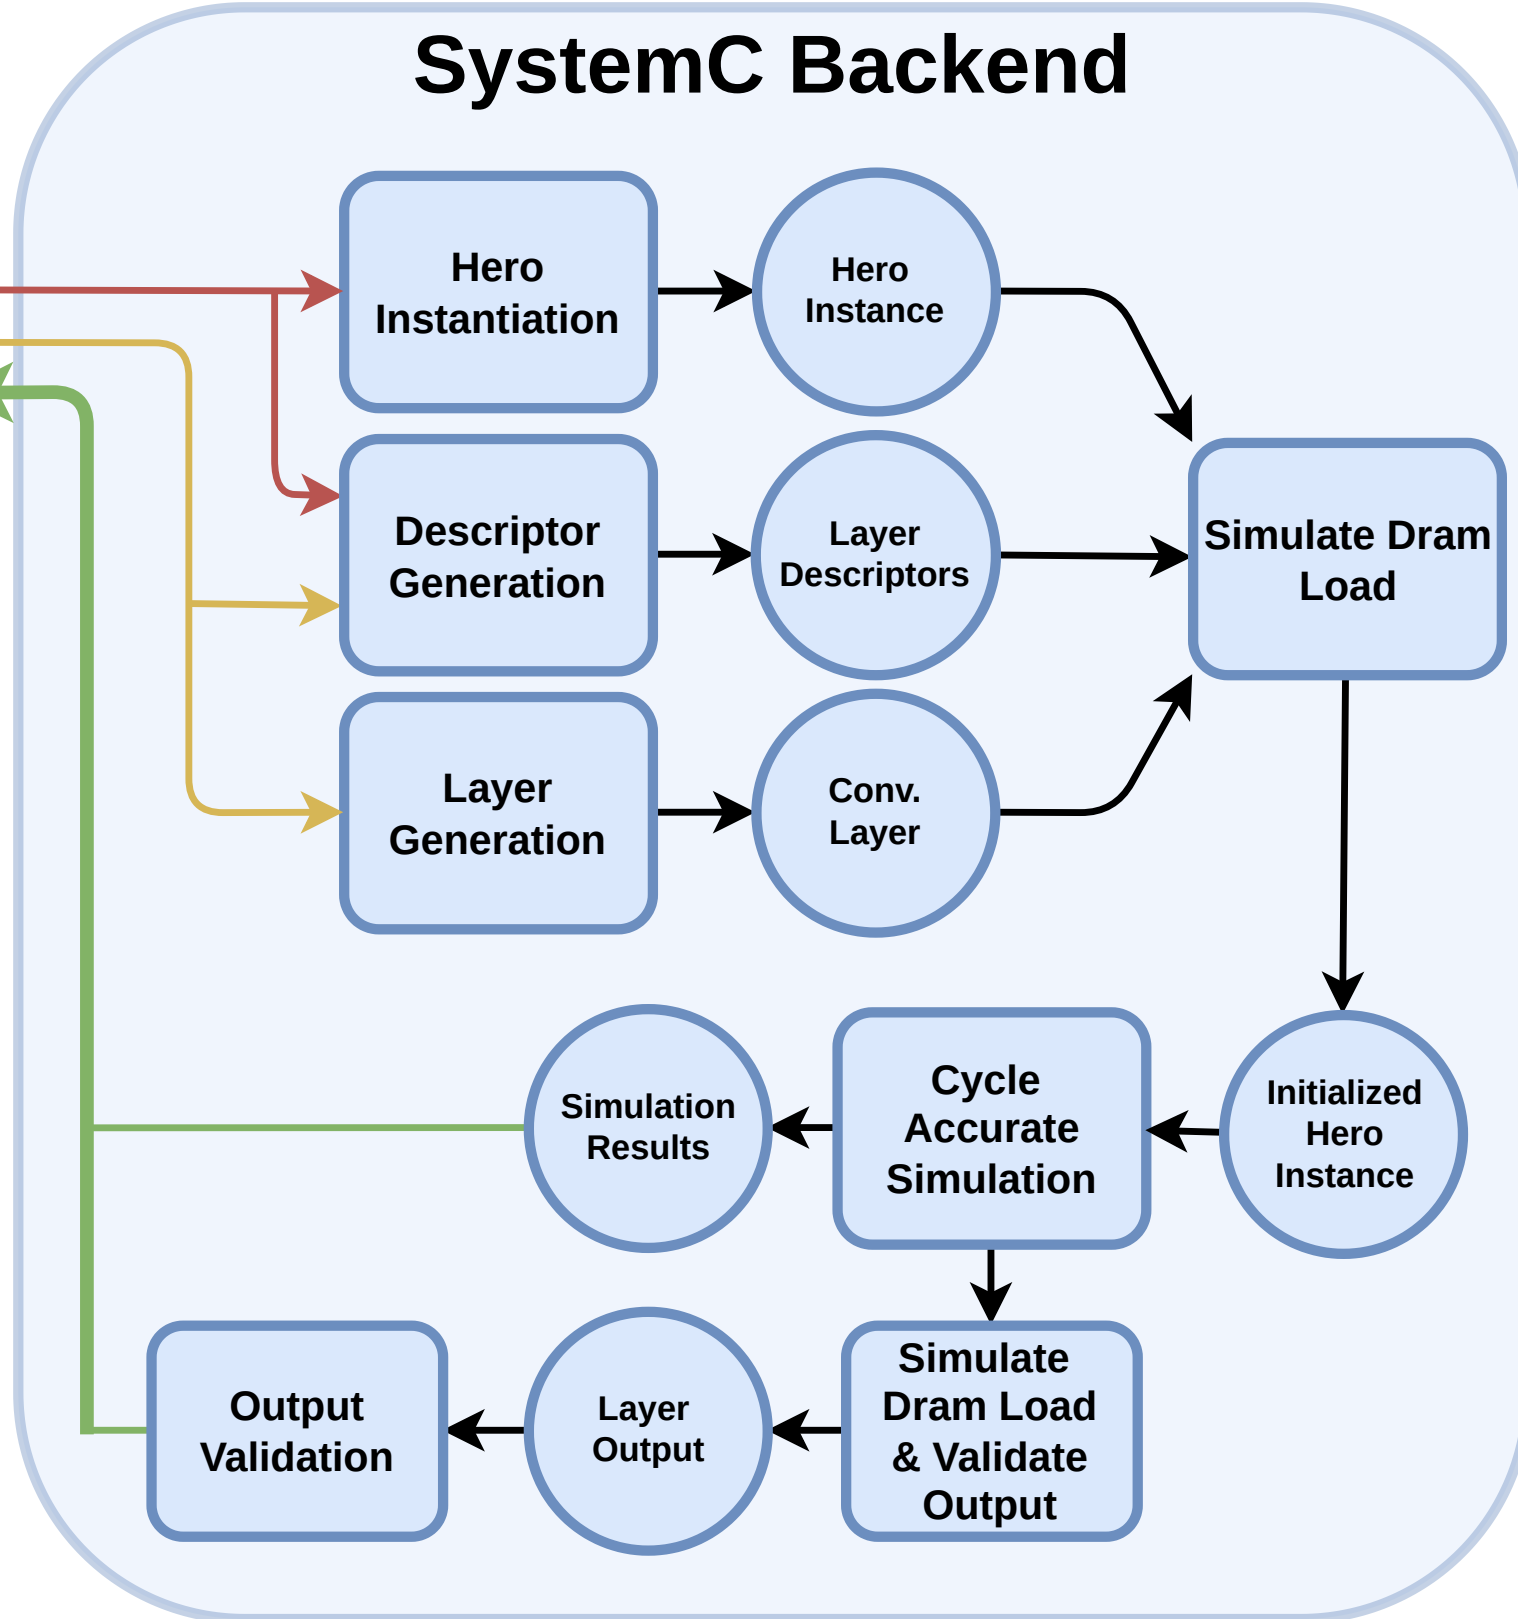 SystemC Backend
Hero
Instantiation
Hero
Instance
Descriptor
Generation
Layer
Descriptors
Simulate Dram
Load
Layer
Generation
Conv.
Layer
Simulation
Results
Cycle
Accurate
Simulation
Initialized
Hero
Instance
Output
Validation
Layer
Output
Simulate
Dram Load
& Validate
Output